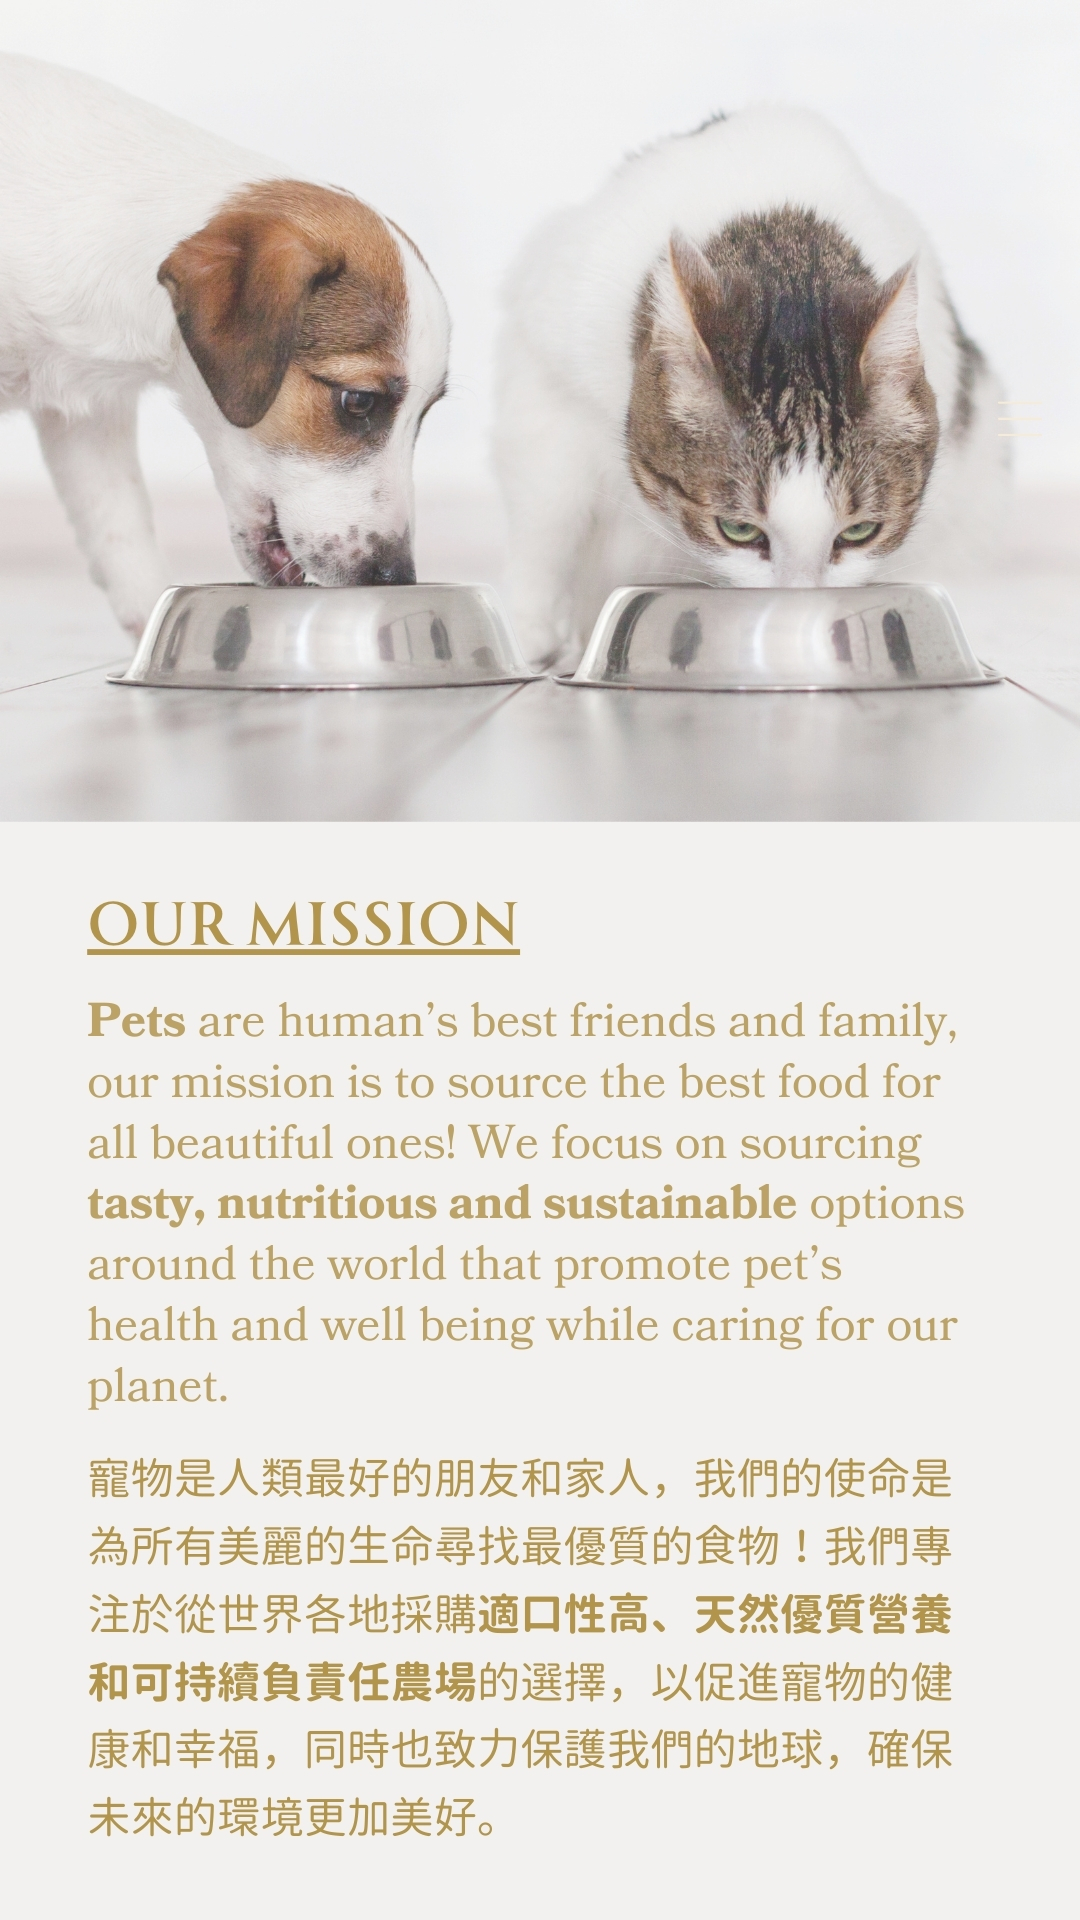 OUR MISSION
Pets are human’s best friends and family,
our mission is to source the best food for
all beautiful ones! We focus on sourcing
tasty, nutritious and sustainable options
around the world that promote pet’s
health and well being while caring for our
planet.
寵物是人類最好的朋友和家人，我們的使命是
為所有美麗的生命尋找最優質的食物！我們專
注於從世界各地採購適口性高、天然優質營養
和可持續負責任農場的選擇，以促進寵物的健
康和幸福，同時也致力保護我們的地球，確保
未來的環境更加美好。